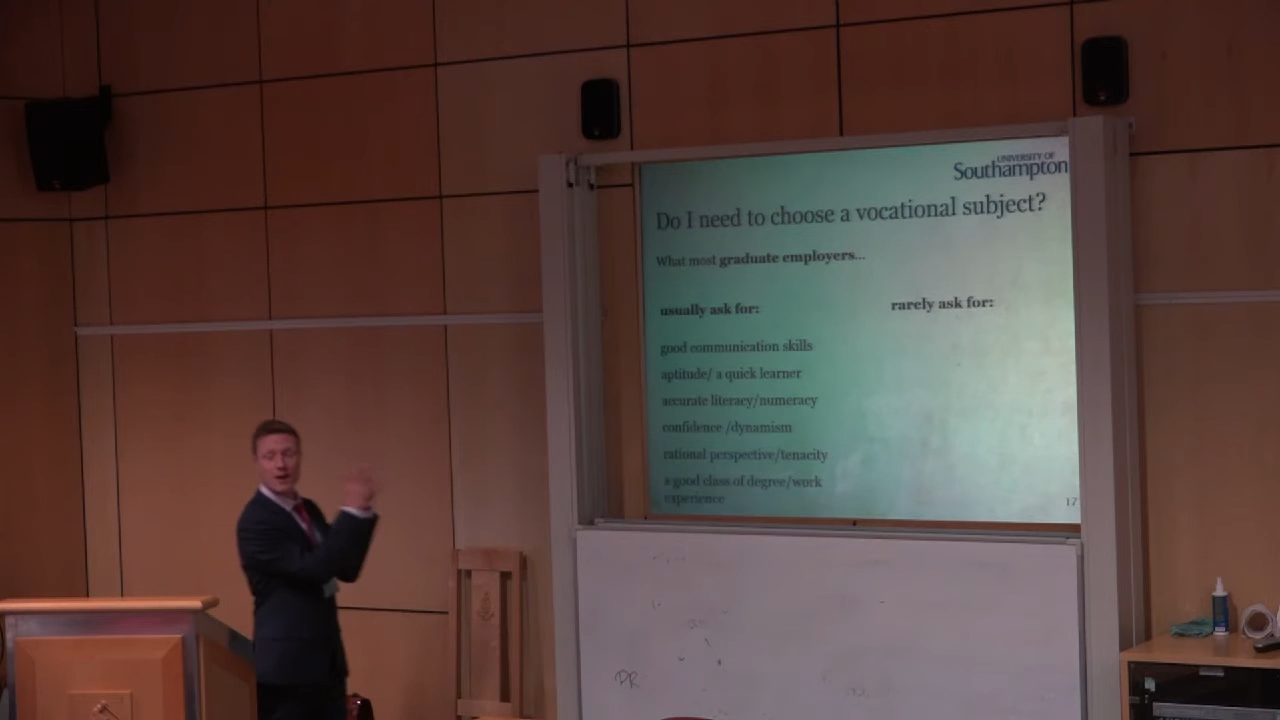 UNIVERSITY OF
Southampton
Do I need to choose a vocational subject?
What most graduate employers...
usually ask for:
rarely ask for:
good communication skills
aptitude/ a quick learner
accurate literacy/numeracy
confidence /dynamism
rational perspective/tenacity
a good class of degree/work
experience
17
PR